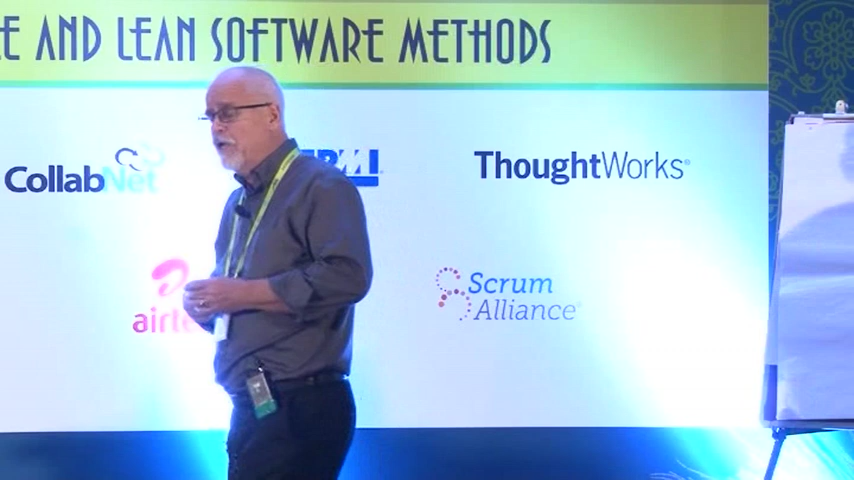 E AND LEAN SOFTWARE METHODS
CollabNet
ThoughtWorks®
airte
Scrum
Alliance®